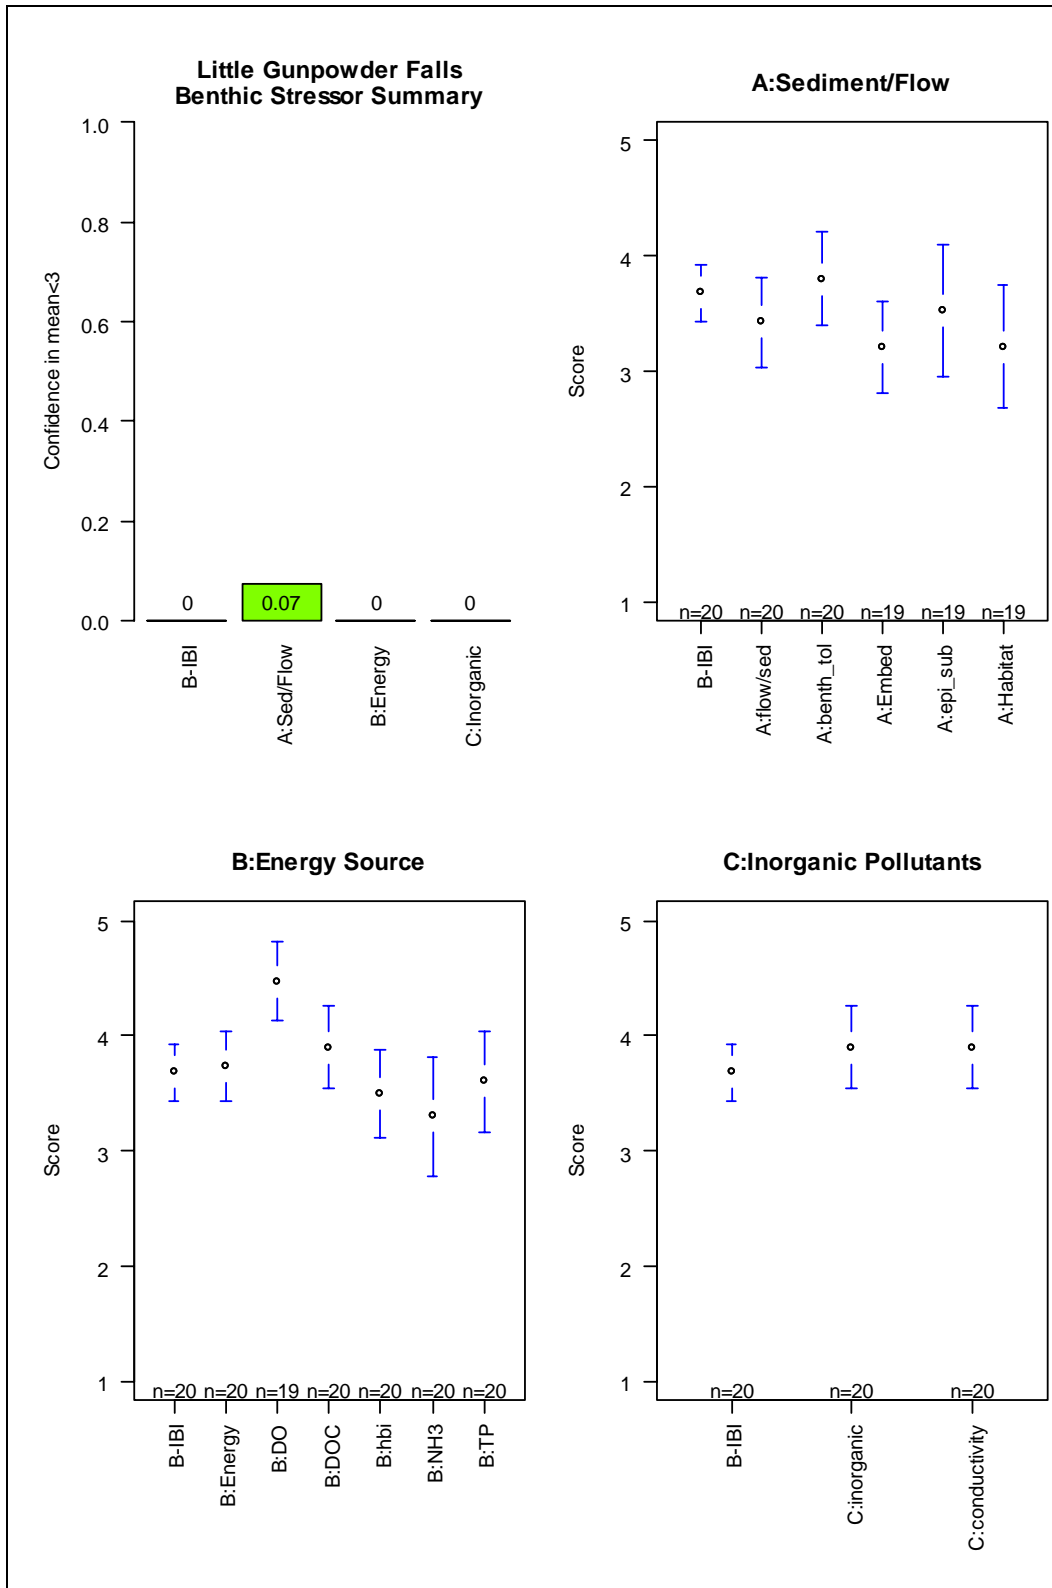 Little Gunpowder Falls
Benthic Stressor Summary
Confidence in mean<3
1.0
0.8
0.6
0.4
0.2
0.0
0
0.07
0
0
B-IBI
A:Sed/Flow
B:Energy
C:Inorganic
A:Sediment/Flow
Score
5
4
3
2
1
n=20 n=20 n=20 n=19 n=19 n=19
B-IBI
A:flow/sed
A:benth_tol
A:Embed
A:epi_sub
A:Habitat
B:Energy Source
Score
5
4
3
2
1
n=20 n=20 n=19 n=20 n=20 n=20 n=20
B-IBI
B:Energy
B:DO
B:DOC
B:hbi
B:NH3
B:TP
C:Inorganic Pollutants
Score
5
4
3
2
1
n=20 n=20 n=20
B-IBI
C:inorganic
C:conductivity